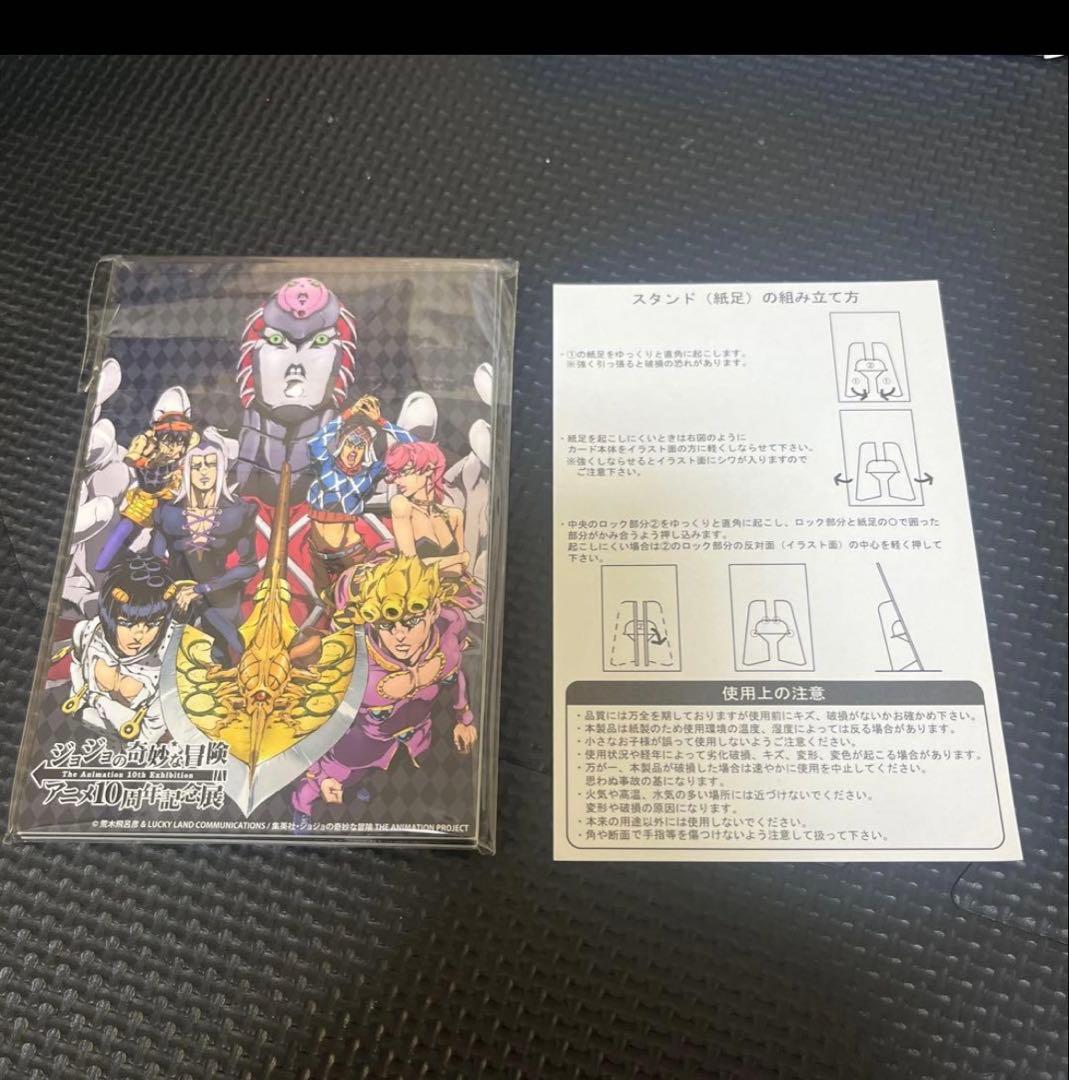 ジョジョの奇妙な冒険
The Animation 10th Exhibition
アニメ10周年記念展
© 荒木飛呂彦 & LUCKY LAND COMMUNICATIONS / 集英社・ジョジョの奇妙な冒険 THE ANIMATION PROJECT
スタンド（紙足）の組み立て方
・①の紙足をゆっくりと直角に起こします。
※強く引っ張ると破損の恐れがあります。
②
① ①
・紙足を起こしにくいときは右図のように
カード本体をイラスト面の方に軽くしならせて下さい。
※強くしならせるとイラスト面にシワが入りますので
ご注意下さい。
・中央のロック部分②をゆっくりと直角に起こし、ロック部分と紙足の○で囲った
部分がかみ合うよう押し込みます。
起こしにくい場合は②のロック部分の反対面（イラスト面）の中心を軽く押して
下さい。
②
使用上の注意
・品質には万全を期しておりますが使用前にキズ、破損がないかお確かめ下さい。
・本製品は紙製のため使用環境の温度、湿度によっては反る場合があります。
・小さなお子様が誤って使用しないようご注意ください。
・使用状況や経年によって劣化破損、キズ、変形、変色が起こる場合があります。
・万が一、本製品が破損した場合は速やかに使用を中止してください。
思わぬ事故の基になります。
・火気や高温、水気の多い場所には近づけないでください。
変形や破損の原因になります。
・本来の用途以外には使用しないでください。
・角や断面で手指等を傷つけないよう注意して扱って下さい。